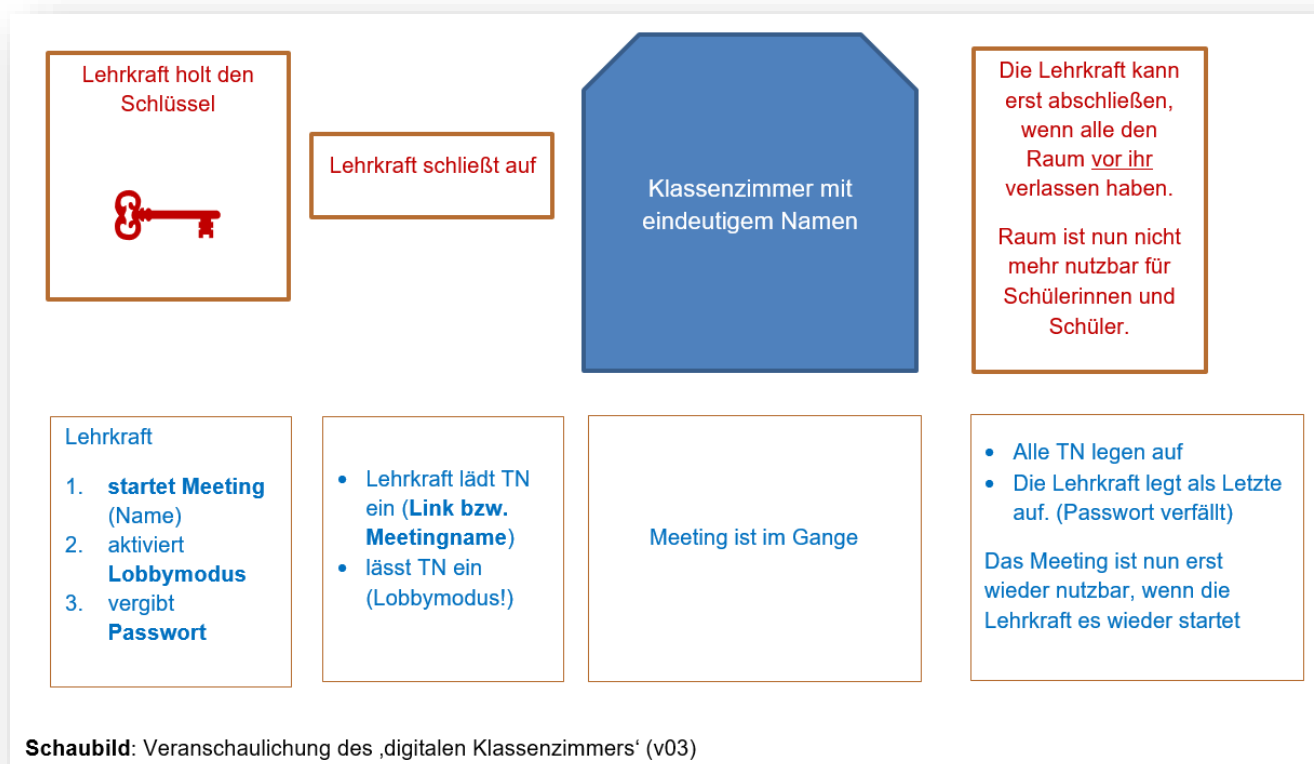 Lehrkraft holt den
Schlüssel
Lehrkraft schließt auf
Klassenzimmer mit
eindeutigem Namen
Die Lehrkraft kann
erst abschließen,
wenn alle den
Raum vor ihr
verlassen haben.
Raum ist nun nicht
mehr nutzbar für
Schülerinnen und
Schüler.
Lehrkraft
1. startet Meeting
(Name)
2. aktiviert
Lobbymodus
3. vergibt
Passwort
• Lehrkraft lädt TN
ein (Link bzw.
Meetingname)
• lässt TN ein
(Lobbymodus!)
Meeting ist im Gange
• Alle TN legen auf
• Die Lehrkraft legt als Letzte
auf. (Passwort verfällt)
Das Meeting ist nun erst
wieder nutzbar, wenn die
Lehrkraft es wieder startet
Schaubild: Veranschaulichung des ‚digitalen Klassenzimmers‘ (v03)